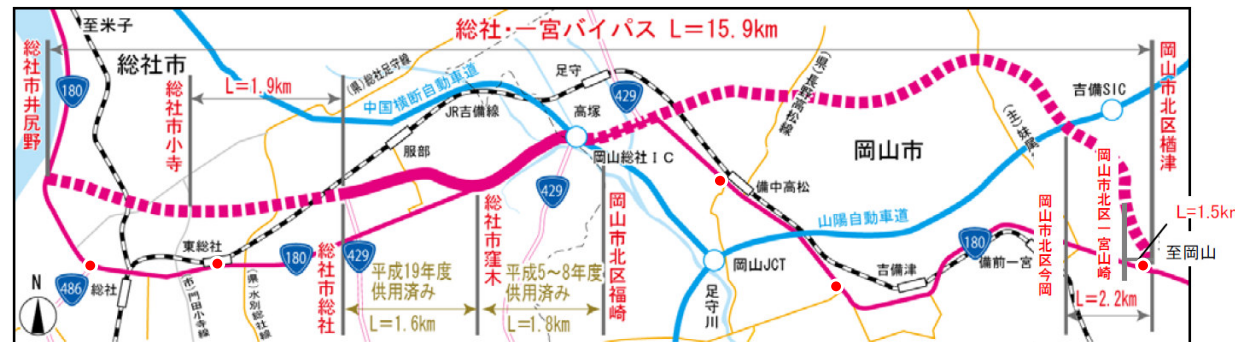 総社・一宮バイパス L=15.9km
至米子
総社市井尻野
180
総社市
総社市小寺
L=1.9km
(県)総社足守線
中国横断自動車道
JR吉備線
足守
高塚
429
(県)長野高松線
吉備SIC
岡山市北区楢津
服部
岡山総社IC
岡山市
備中高松
岡山市北区一宮山崎
L=1.5k
至岡山
山陽自動車道
429
総社市窪木
岡山市北区福崎
岡山市北区今岡
180
備前一宮
吉備津
岡山JCT
足守川
L=2.2km
N
486
総社
東総社
180
市)門田小寺線
(県)水別総社線
総社市総社
429
平成19年度
供用済み
L=1.6km
平成5～8年度
供用済み
L=1.8km